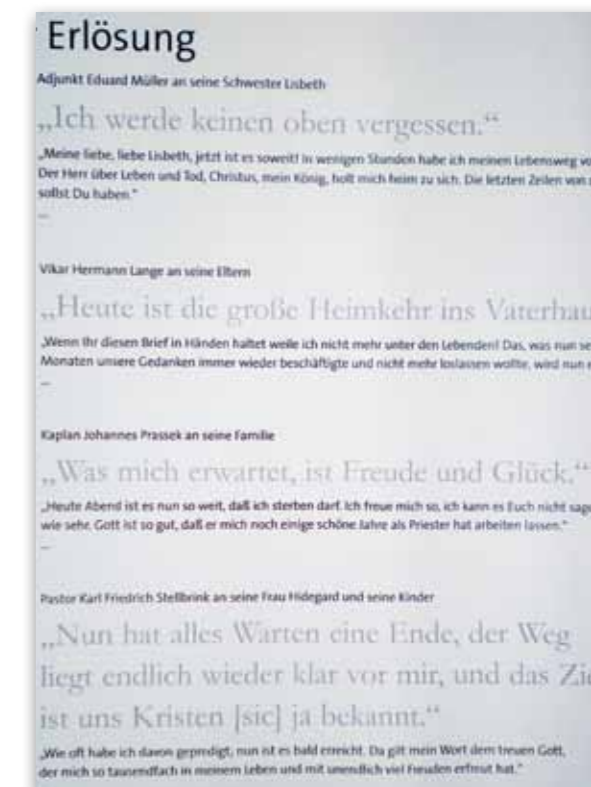 Erlösung
Adjunkt Eduard Müller an seine Schwester Lisbeth
„Ich werde keinen oben vergessen.“
„Meine liebe, liebe Lisbeth, jetzt ist es soweit! In wenigen Stunden habe ich meinen Lebensweg
Der Herr über Leben und Tod, Christus, mein König, holt mich heim zu sich. Die letzten Zeilen von
sollst Du haben.“
...
Vikar Hermann Lange an seine Eltern
„Heute ist die große Heimkehr ins Vaterhau
„Wenn Ihr diesen Brief in Händen haltet weile ich nicht mehr unter den Lebenden! Das, was nun se
Monaten unsere Gedanken immer wieder beschäftigte und nicht mehr loslassen wollte, wird nun
...
Kaplan Johannes Prassek an seine Familie
„Was mich erwartet, ist Freude und Glück.“
„Heute Abend ist es nun so weit, daß ich sterben darf. Ich freue mich so, ich kann es Euch nicht sage
wie sehr. Gott ist so gut, daß er mich noch einige schöne Jahre als Priester hat arbeiten lassen.“
...
Pastor Karl Friedrich Stellbrink an seine Frau Hidegard und seine Kinder
„Nun hat alles Warten eine Ende, der Weg
liegt endlich wieder klar vor mir, und das Zie
ist uns Kristen [sic] ja bekannt.“
„Wie oft habe ich davon gepredigt, nun ist es bald erreicht. Da gilt mein Wort dem treuen Gott,
der mich so tausendfach in meinem Leben und mit unendlich viel Freuden erfreut hat.“